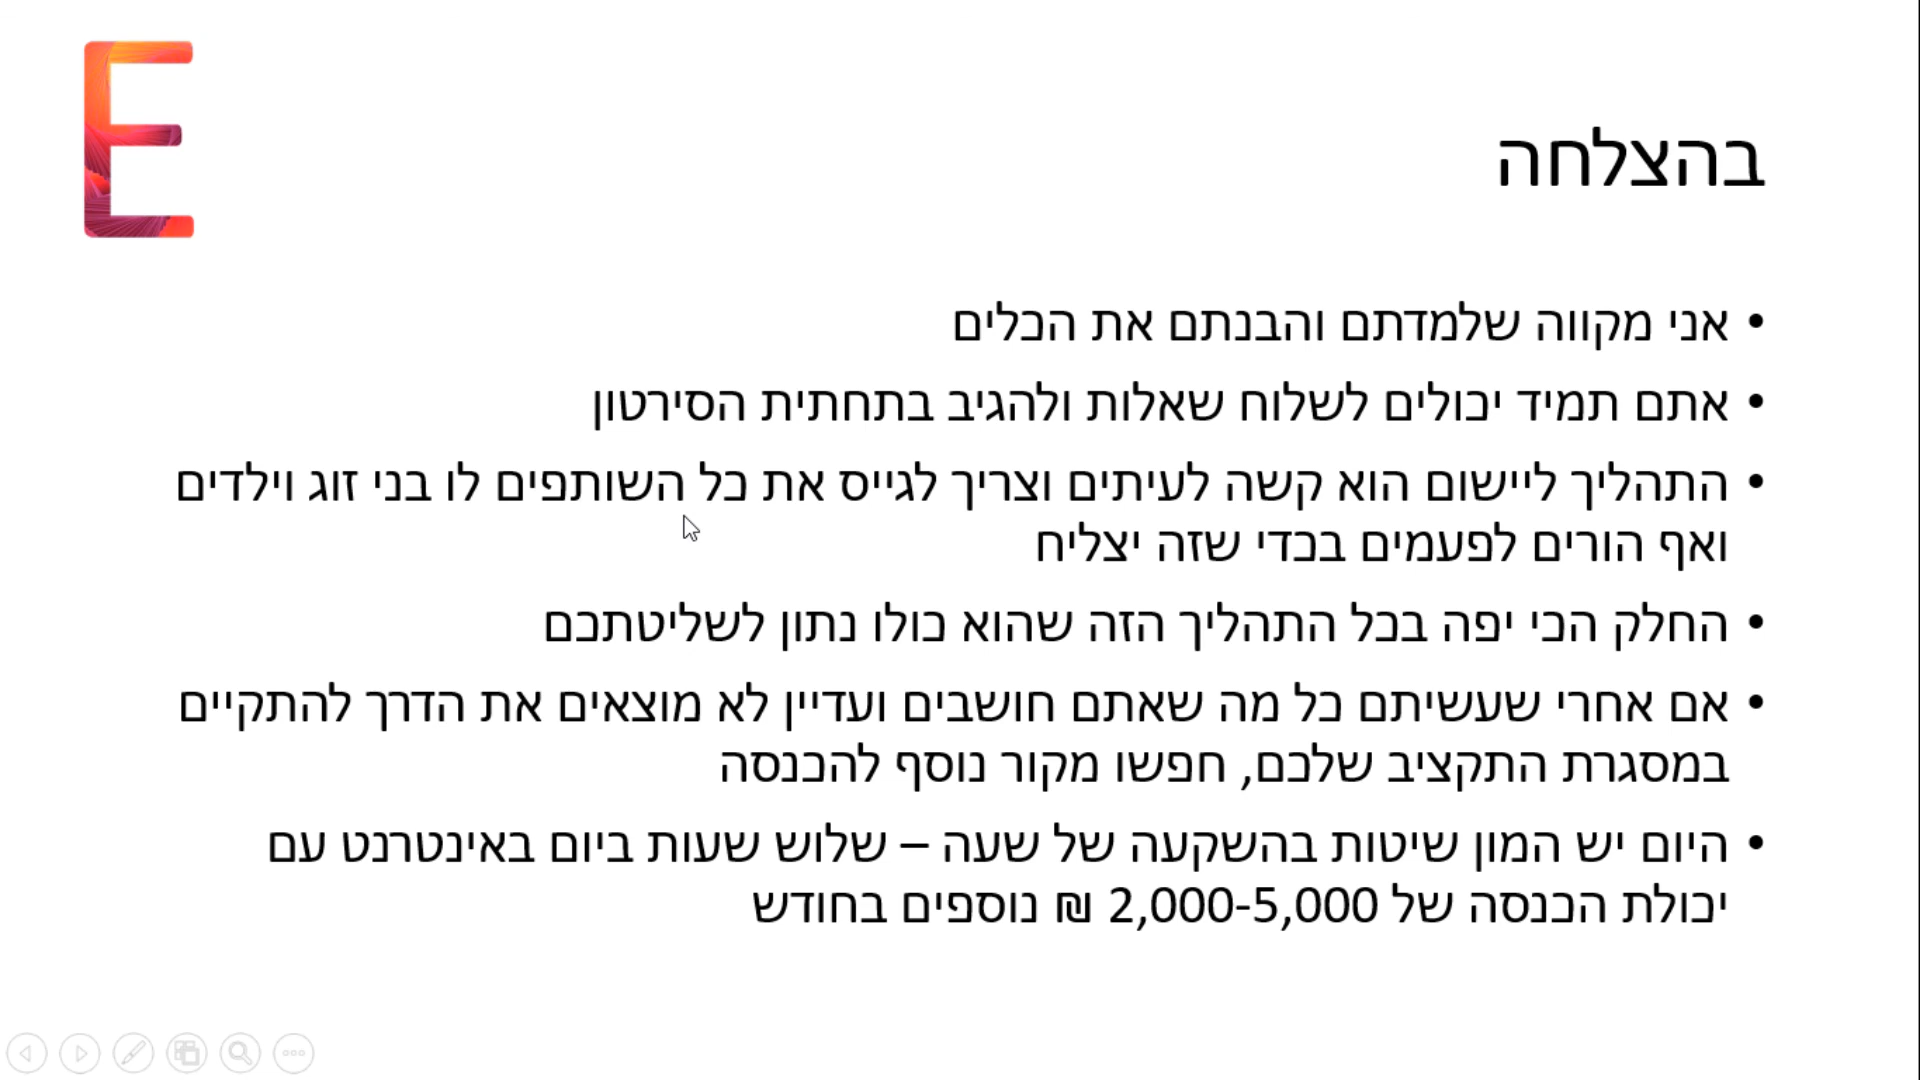 E
בהצלחה
• אני מקווה שלמדתם והבנתם את הכלים
• אתם תמיד יכולים לשלוח שאלות ולהגיב בתחתית הסירטון
• התהליך ליישום הוא קשה לעיתים וצריך לגייס את כל השותפים לו בני זוג וילדים
ואף הורים לפעמים בכדי שזה יצליח
• החלק הכי יפה בכל התהליך הזה שהוא כולו נתון לשליטתכם
• אם אחרי שעשיתם כל מה שאתם חושבים ועדיין לא מוצאים את הדרך להתקיים
במסגרת התקציב שלכם, חפשו מקור נוסף להכנסה
• היום יש המון שיטות בהשקעה של שעה – שלוש שעות ביום באינטרנט עם
יכולת הכנסה של 2,000-5,000 ₪ נוספים בחודש